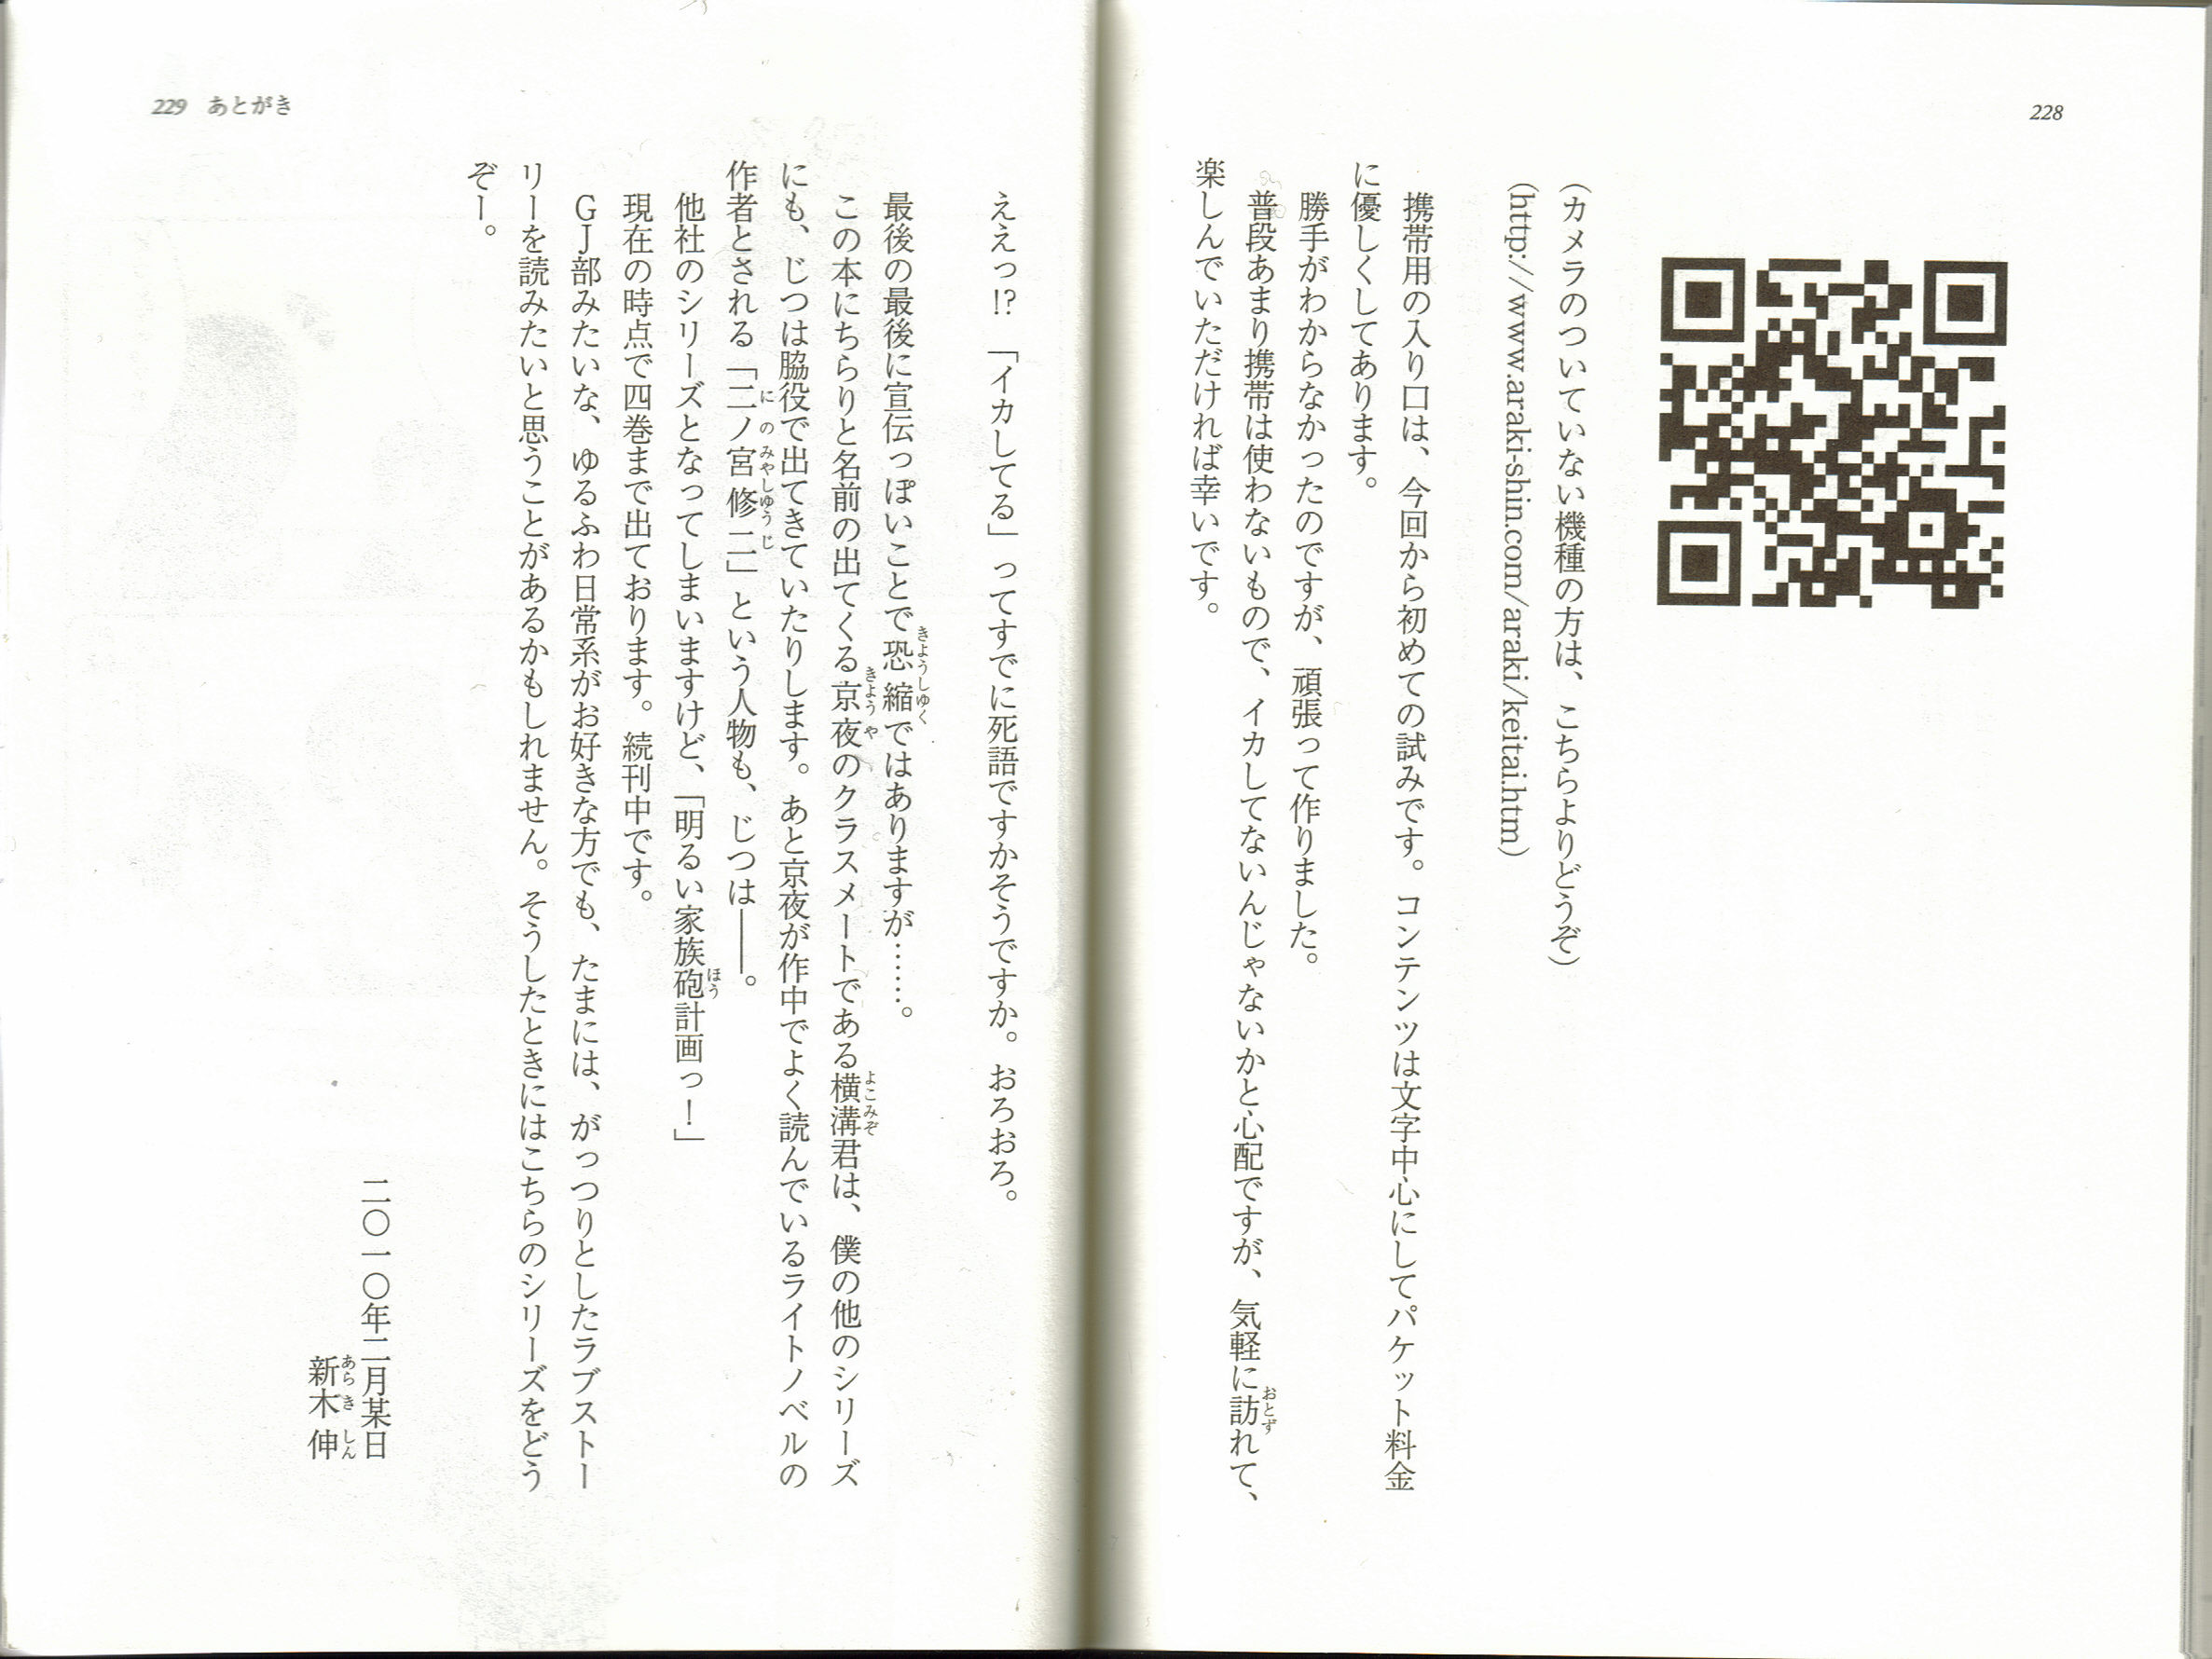 228
（カメラのついていない機種の方は、こちらよりどうぞ）
（http://www.araki-shin.com/araki/keitai.htm）
携帯用の入り口は、今回から初めての試みです。コンテンツは文字中心にしてパケット料金
に優しくしてあります。
勝手がわからなかったのですが、頑張って作りました。
普段あまり携帯は使わないもので、イカしてないんじゃないかと心配ですが、気軽に訪れて、
楽しんでいただければ幸いです。
229 あとがき
ええっ!? 「イカしてる」ってすでに死語ですかそうですか。おろおろ。
最後の最後に宣伝っぽいことで恐縮ではありますが……。
この本にちらりと名前の出てくる京夜のクラスメートである横溝君は、僕の他のシリーズ
にも、じつは脇役で出てきていたりします。あと京夜が作中でよく読んでいるライトノベルの
作者とされる「二ノ宮修二」という人物も、じつは――。
他社のシリーズとなってしまいますけど、「明るい家族砲計画っ！」
現在の時点で四巻まで出ております。続刊中です。
ＧＪ部みたいな、ゆるふわ日常系がお好きな方でも、たまには、がっつりとしたラブストー
リーを読みたいと思うことがあるかもしれません。そうしたときにはこちらのシリーズをどう
ぞー。
二〇一〇年二月某日
新木 伸